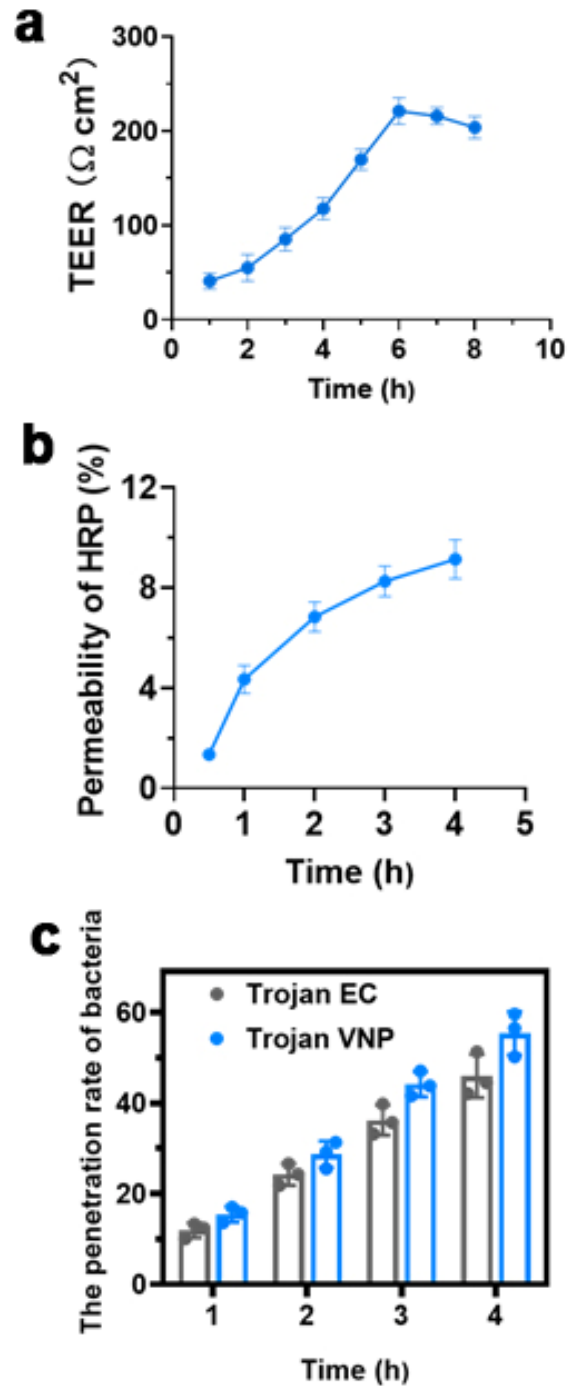 a
TEER (Ω cm²)
300
200
100
0
0 2 4 6 8 10
Time (h)
b
Permeability of HRP (%)
12
8
4
0
0 1 2 3 4 5
Time (h)
c
The penetration rate of bacteria
Trojan EC
Trojan VNP
60
40
20
0
1 2 3 4
Time (h)